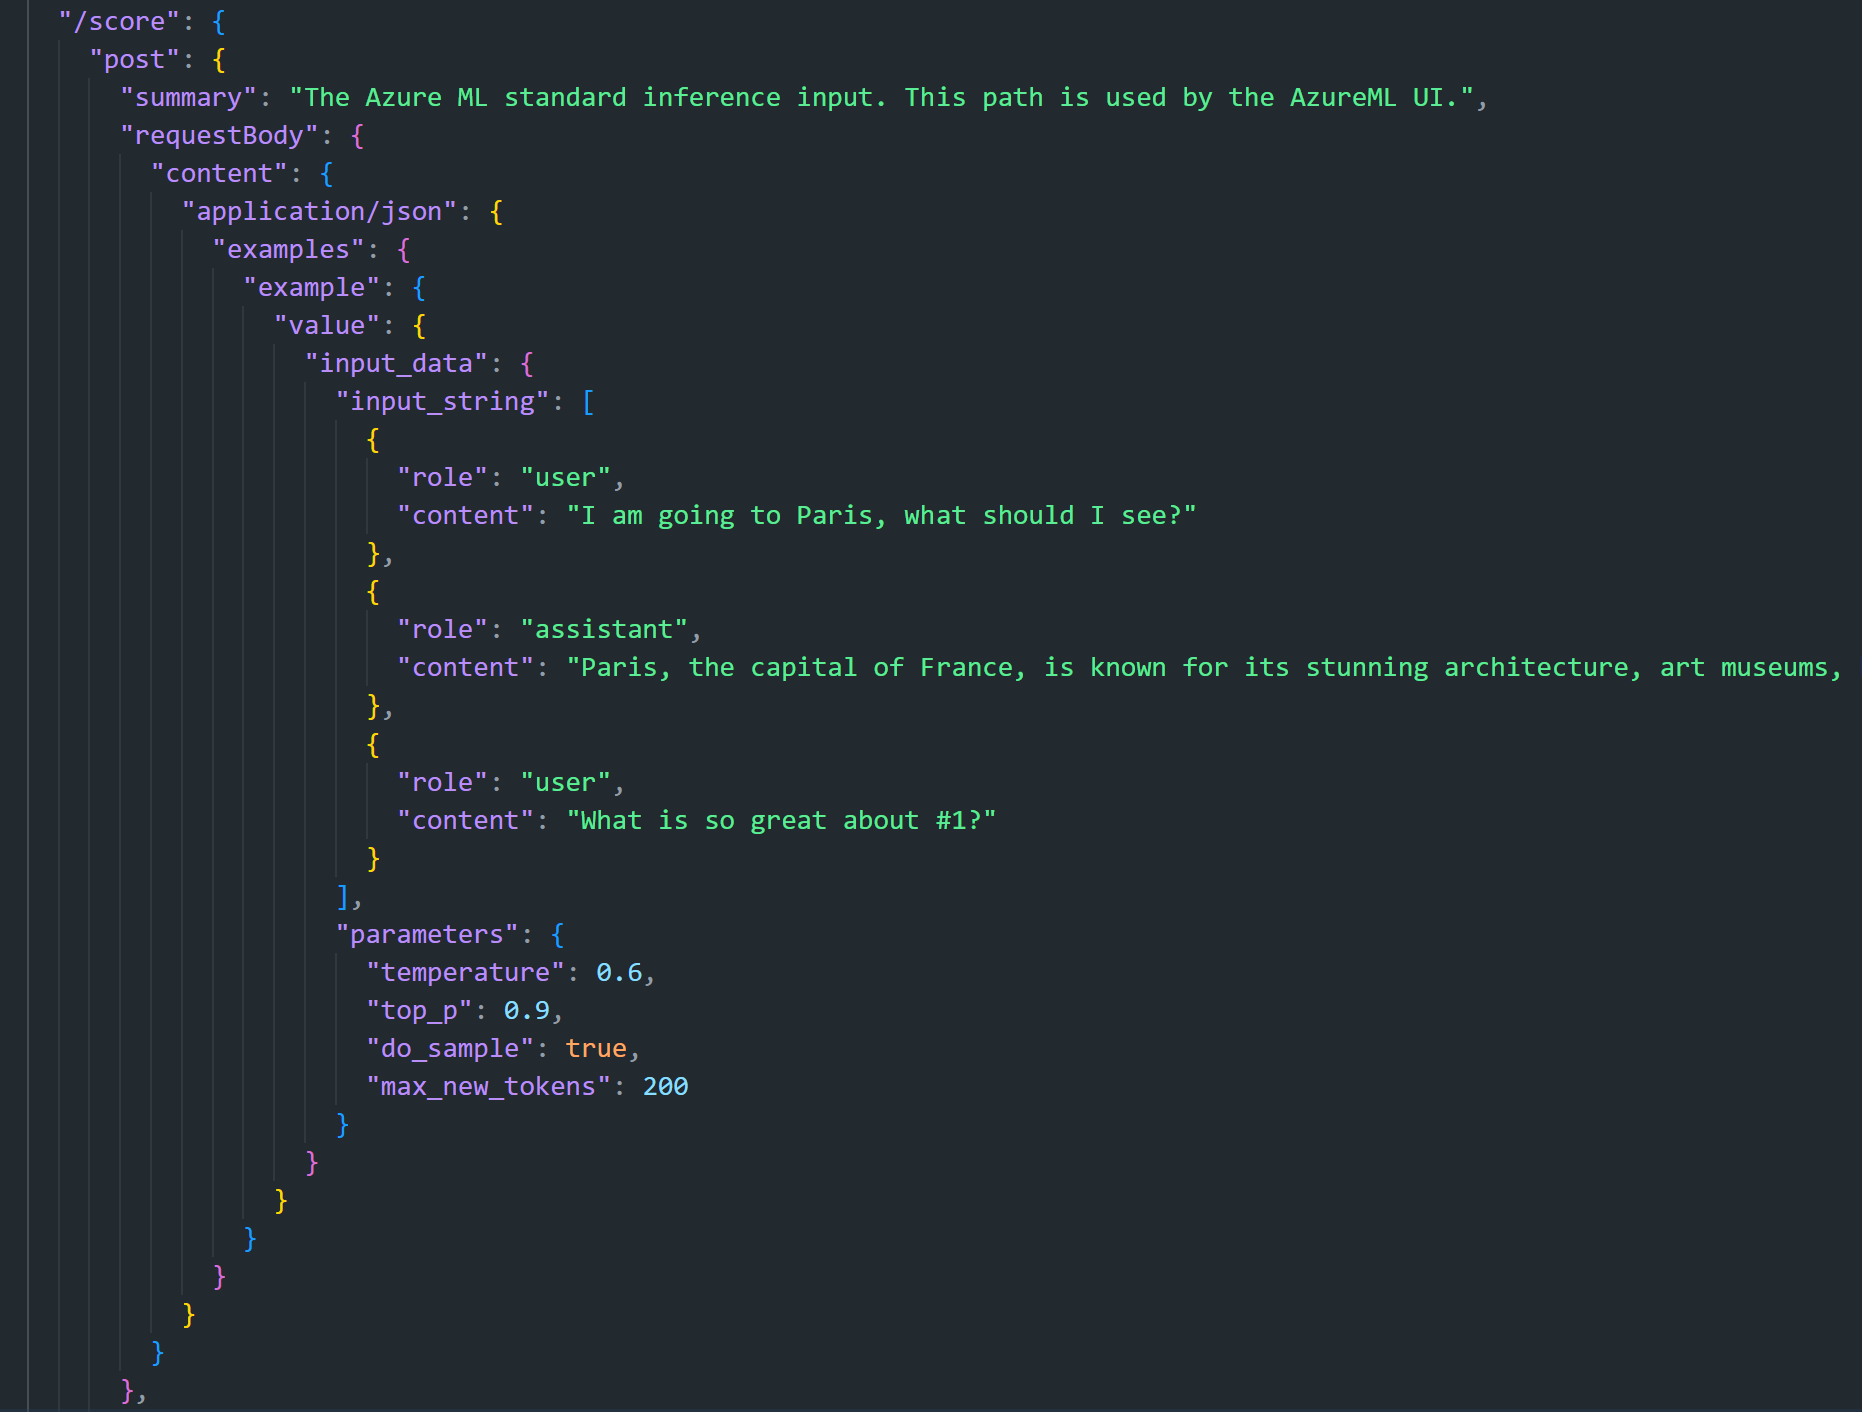 "/score": {
"post": {
"summary": "The Azure ML standard inference input. This path is used by the AzureML UI.",
"requestBody": {
"content": {
"application/json": {
"examples": {
"example": {
"value": {
"input_data": {
"input_string": [
{
"role": "user",
"content": "I am going to Paris, what should I see?"
},
{
"role": "assistant",
"content": "Paris, the capital of France, is known for its stunning architecture, art museums,
},
{
"role": "user",
"content": "What is so great about #1?"
}
],
"parameters": {
"temperature": 0.6,
"top_p": 0.9,
"do_sample": true,
"max_new_tokens": 200
}
}
}
}
}
}
}
},